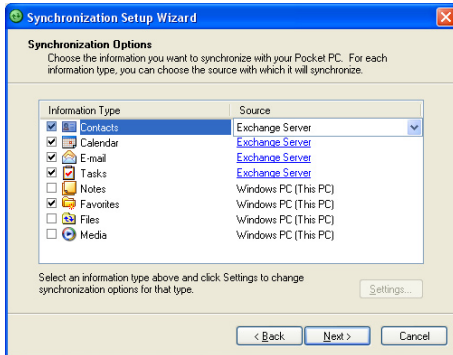 Synchronization Setup Wizard
Synchronization Options
Choose the information you want to synchronize with your Pocket PC. For each
information type, you can choose the source with which it will synchronize.
Information Type Source
Contacts Exchange Server
Calendar Exchange Server
E-mail Exchange Server
Tasks Exchange Server
Notes Windows PC (This PC)
Favorites Windows PC (This PC)
Files Windows PC (This PC)
Media Windows PC (This PC)
Select an information type above and click Settings to change
synchronization options for that type.
Settings...
< Back Next > Cancel